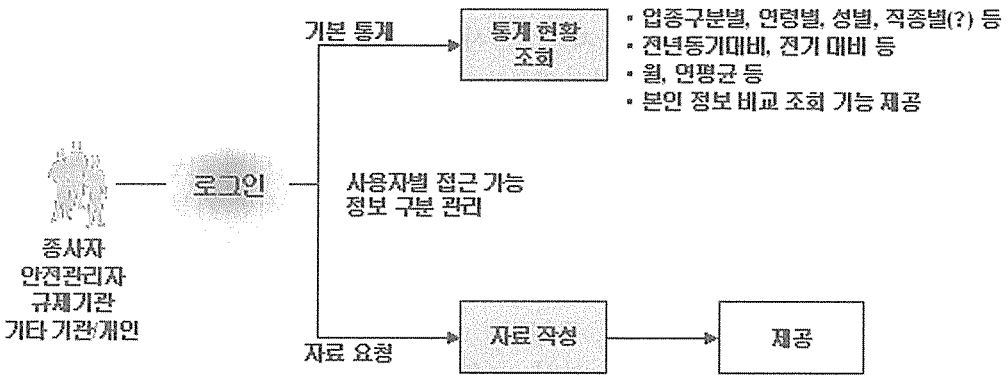 기본 통계
통계 현황
조회
▪ 업종구분별, 연령별, 성별, 직종별(?) 등
▪ 전년동기대비, 전기 대비 등
▪ 월, 연평균 등
▪ 본인 정보 비교 조회 기능 제공
로그인
사용자별 접근 가능
정보 구분 관리
종사자
안전관리자
규제기관
기타 기관/개인
자료 요청
자료 작성
제공